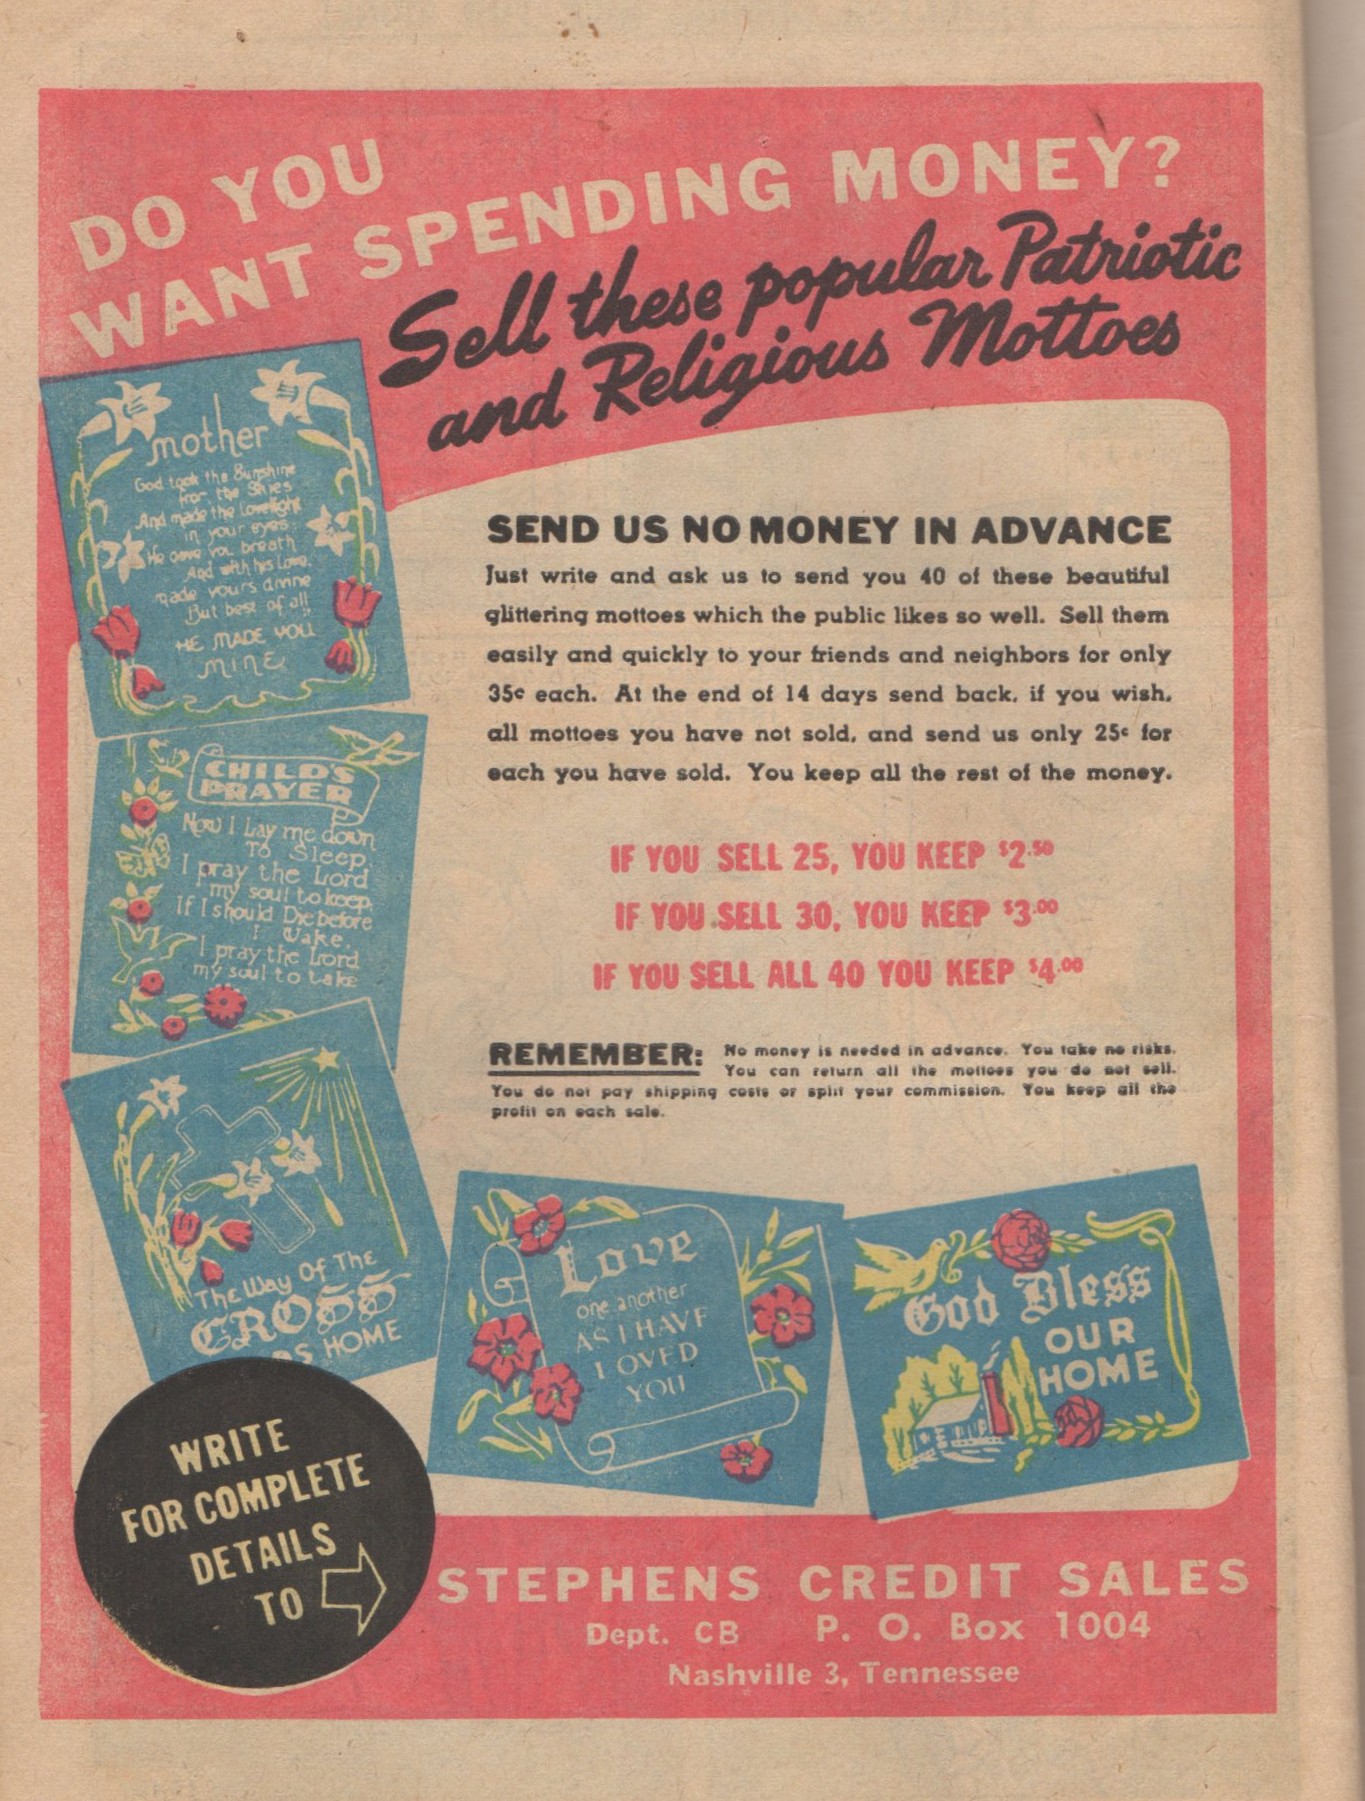 DO YOU
WANT SPENDING MONEY?
Sell these popular Patriotic
and Religious Mottoes
mother
God took the Sunshine
from the Skies
And made the Lovelight
in your eyes;
He gave you breath
And with his Love,
made yours divine
But best of all!!
HE MADE YOU
MINE
CHILD'S
PRAYER
Now I Lay me down
To Sleep,
I pray the Lord
my soul to keep,
If I should Die before
I Wake,
I pray the Lord
my soul to take
THE Way Of The
CROSS
HOME
SEND US NO MONEY IN ADVANCE
Just write and ask us to send you 40 of these beautiful
glittering mottoes which the public likes so well. Sell them
easily and quickly to your friends and neighbors for only
35¢ each. At the end of 14 days send back, if you wish,
all mottoes you have not sold, and send us only 25¢ for
each you have sold. You keep all the rest of the money.
IF YOU SELL 25, YOU KEEP $2.50
IF YOU SELL 30, YOU KEEP $3.00
IF YOU SELL ALL 40 YOU KEEP $4.00
REMEMBER: No money is needed in advance. You take no risks.
You can return all the mottoes you do not sell.
You do not pay shipping costs or split your commission. You keep all the
profit on each sale.
Love
one another
AS I HAVE
LOVED
YOU
God Bless
OUR
HOME
WRITE
FOR COMPLETE
DETAILS
TO
STEPHENS CREDIT SALES
Dept. CB P. O. Box 1004
Nashville 3, Tennessee